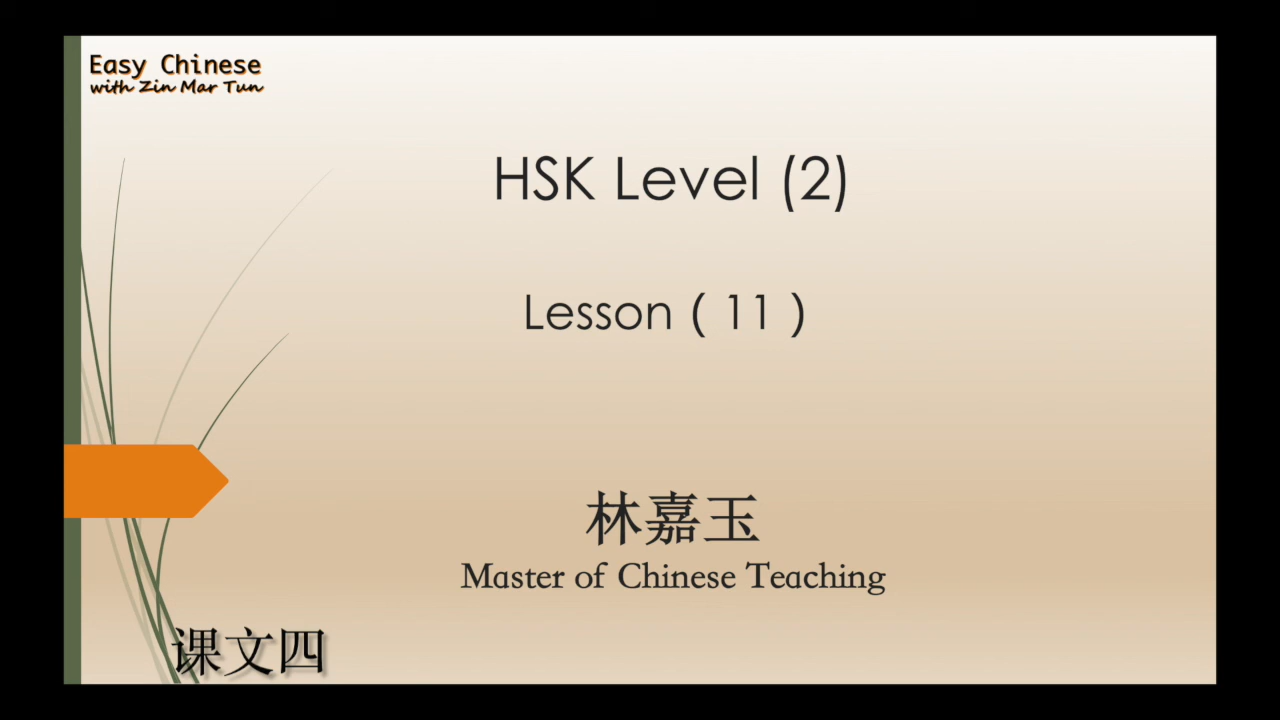 Easy Chinese
with Zin Mar Tun
HSK Level (2)
Lesson ( 11 )
林嘉玉
Master of Chinese Teaching
课文四